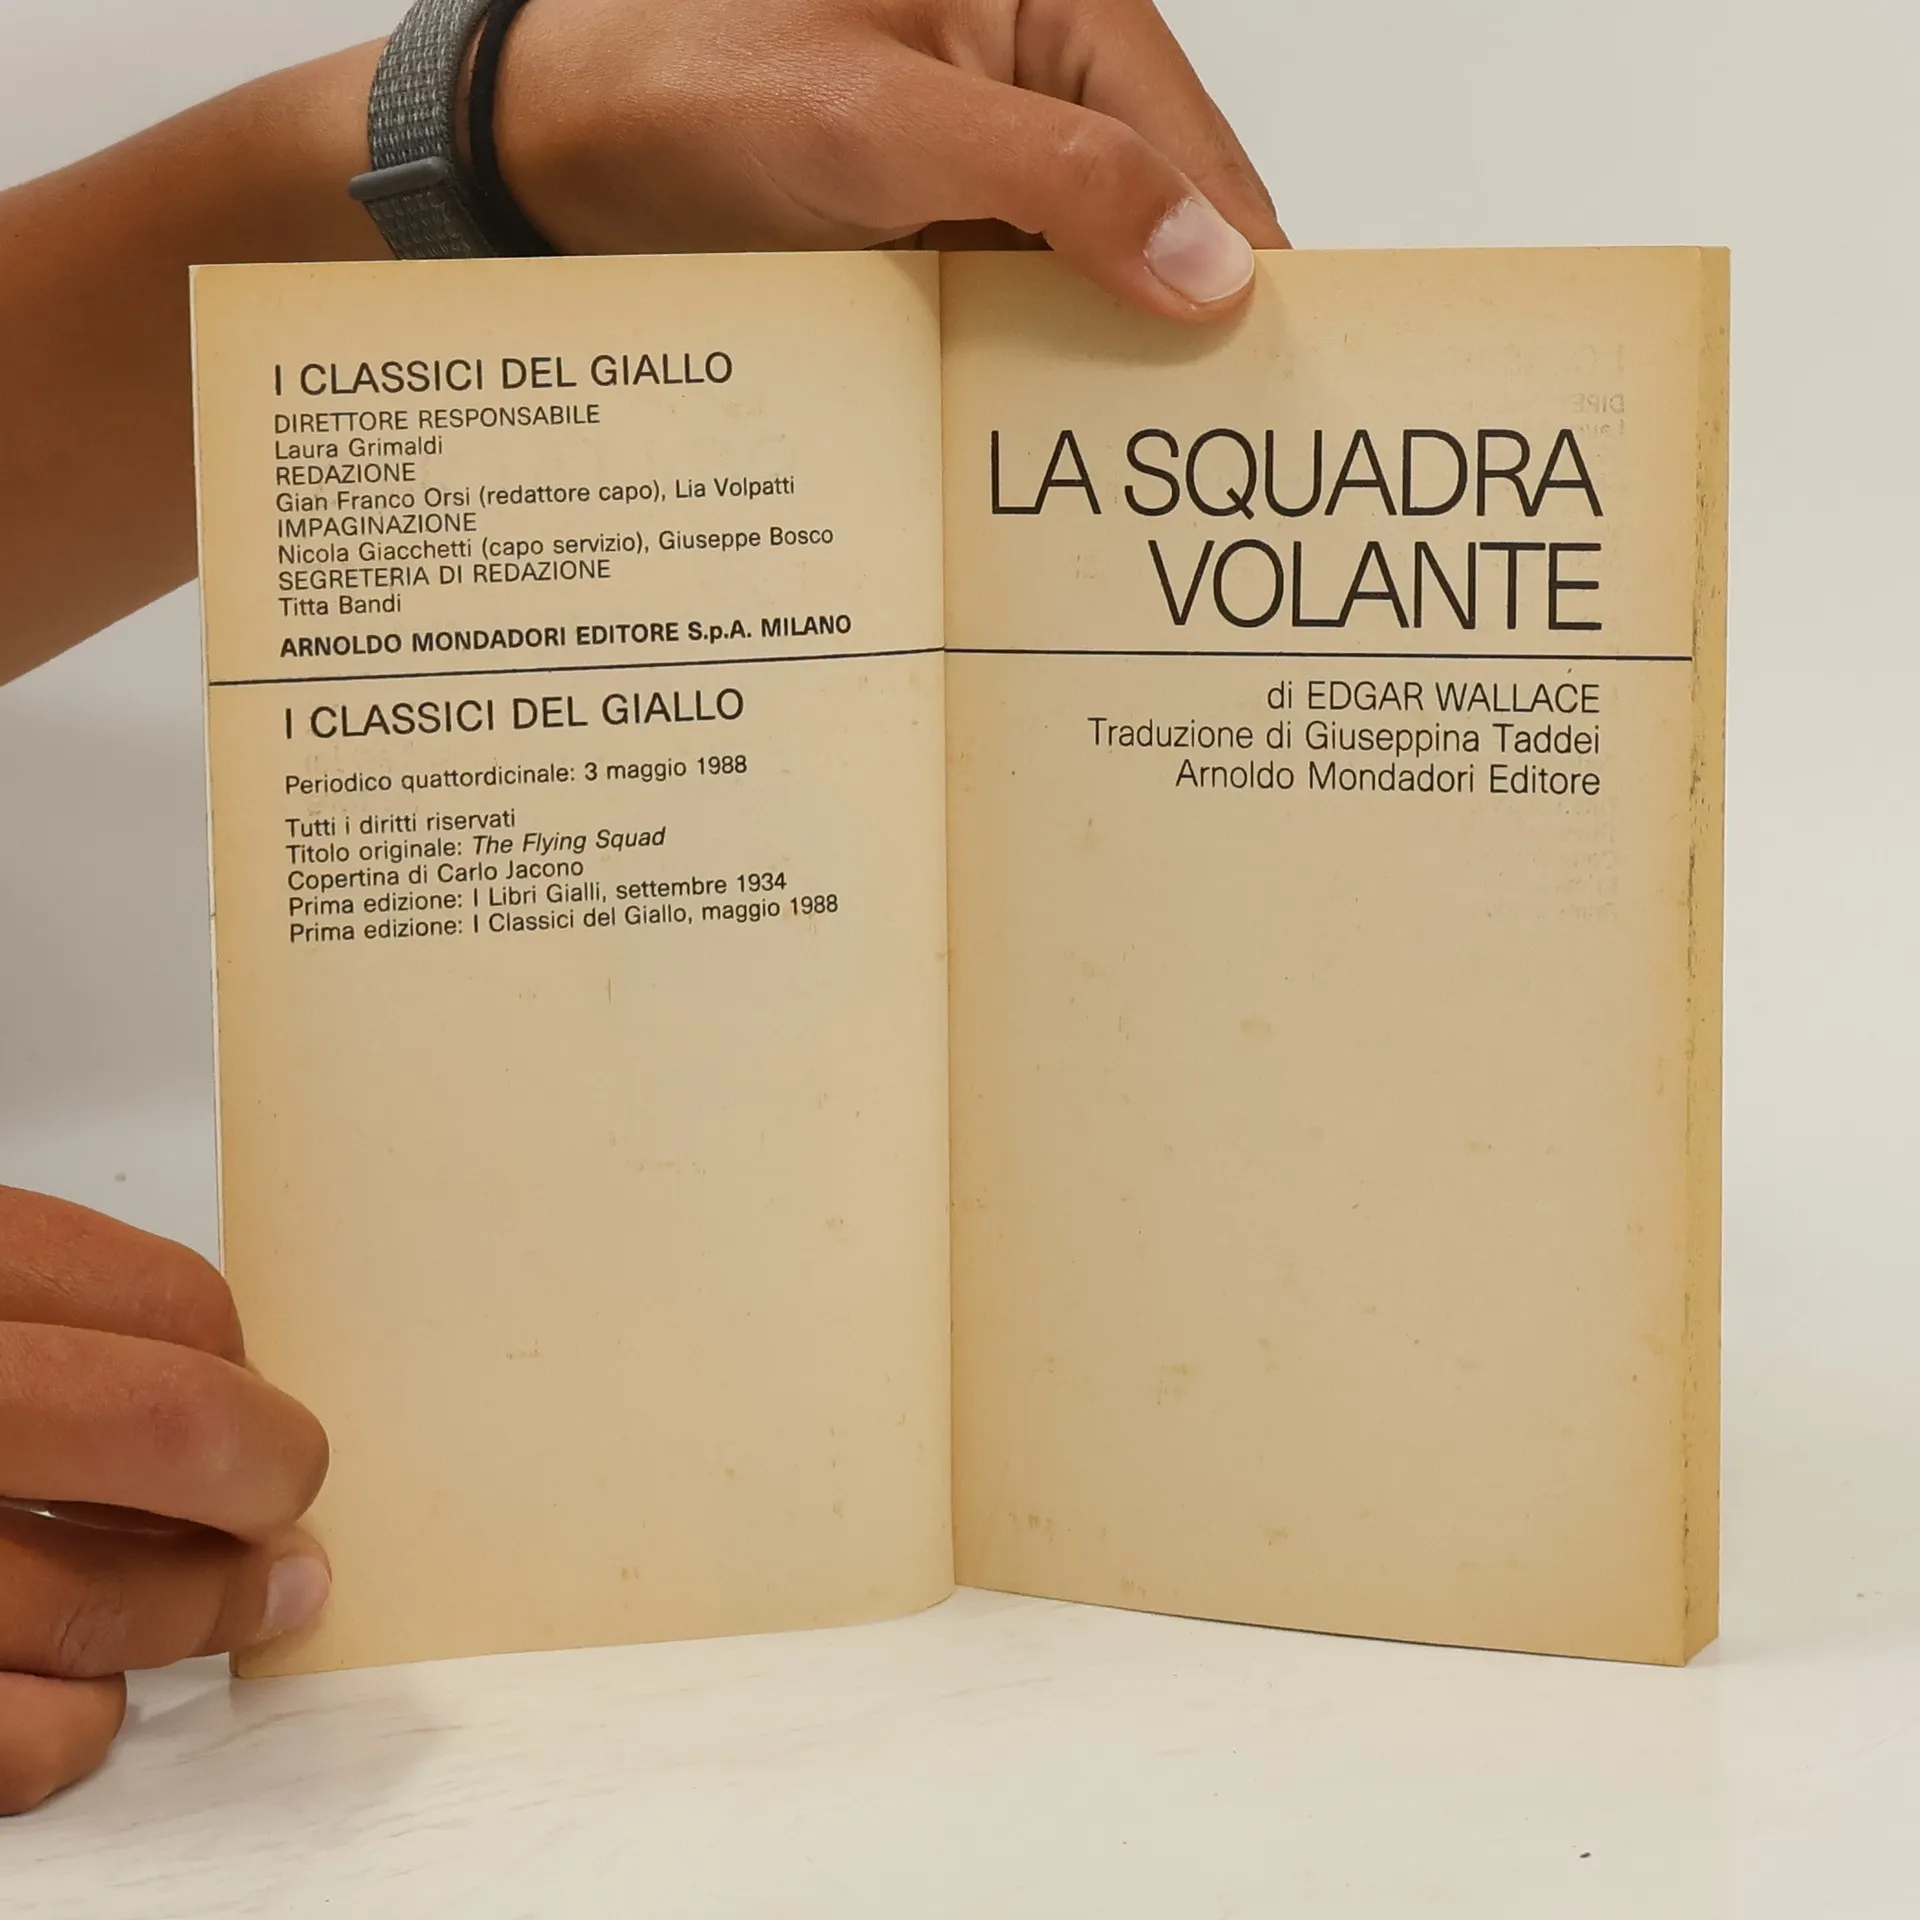 I CLASSICI DEL GIALLO
DIRETTORE RESPONSABILE
Laura Grimaldi
REDAZIONE
Gian Franco Orsi (redattore capo), Lia Volpatti
IMPAGINAZIONE
Nicola Giacchetti (capo servizio), Giuseppe Bosco
SEGRETERIA DI REDAZIONE
Titta Bandi
ARNOLDO MONDADORI EDITORE S.p.A. MILANO
I CLASSICI DEL GIALLO
Periodico quattordicinale: 3 maggio 1988
Tutti i diritti riservati
Titolo originale: The Flying Squad
Copertina di Carlo Jacono
Prima edizione: I Libri Gialli, settembre 1934
Prima edizione: I Classici del Giallo, maggio 1988
LA SQUADRA
VOLANTE
di EDGAR WALLACE
Traduzione di Giuseppina Taddei
Arnoldo Mondadori Editore